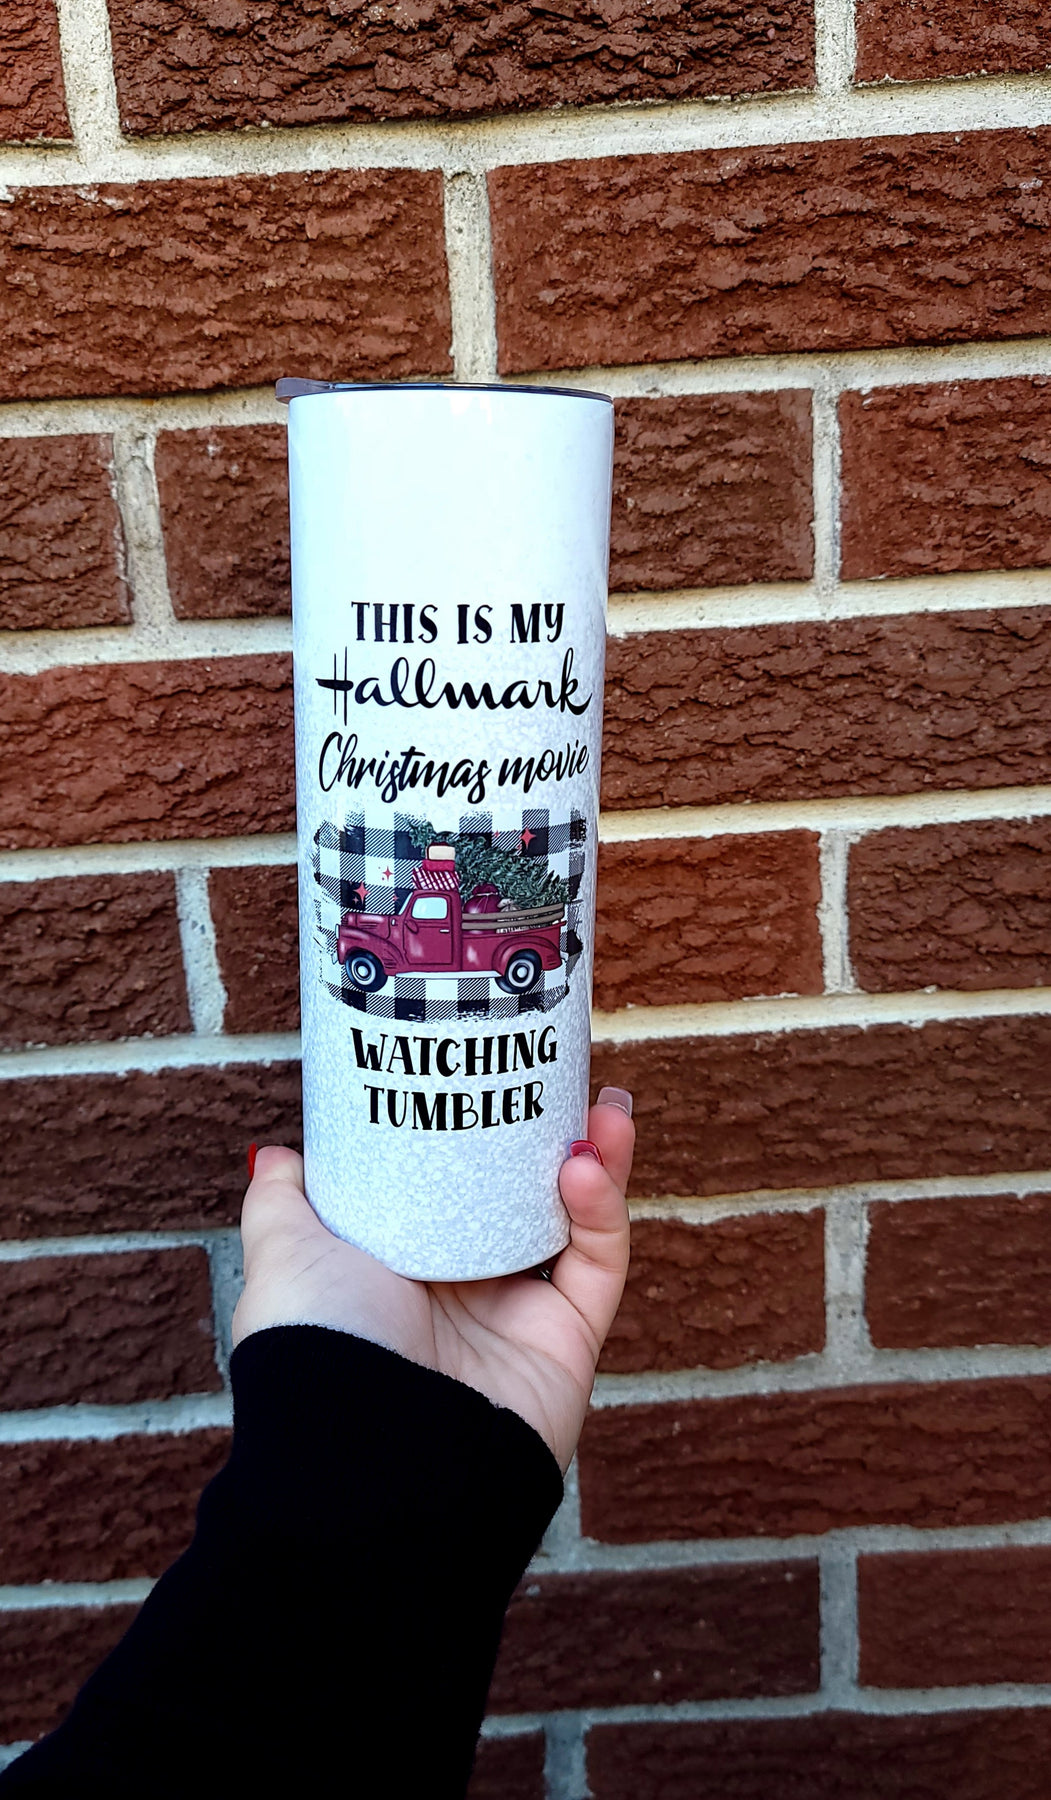 THIS IS MY
Hallmark
Christmas movie
WATCHING
TUMBLER